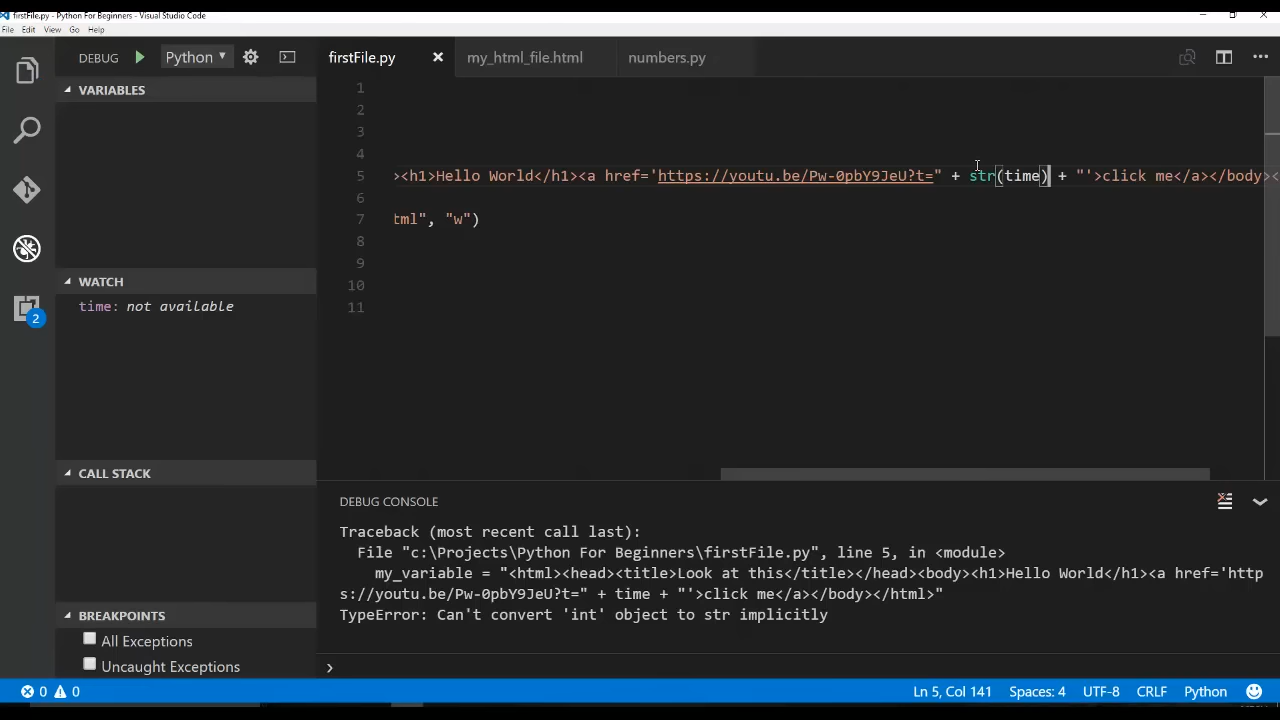 firstFile.py - Python For Beginners - Visual Studio Code
File Edit View Go Help
DEBUG Python firstFile.py my_html_file.html numbers.py
VARIABLES
1
2
3
4
5 ><h1>Hello World</h1><a href='https://youtu.be/Pw-0pbY9JeU?t=" + str(time) + "'>click me</a></body><
6
7 tml", "w")
8
9
10
11
WATCH
time: not available
2
CALL STACK
BREAKPOINTS
All Exceptions
Uncaught Exceptions
DEBUG CONSOLE
Traceback (most recent call last):
File "c:\Projects\Python For Beginners\firstFile.py", line 5, in <module>
my_variable = "<html><head><title>Look at this</title></head><body><h1>Hello World</h1><a href='http
s://youtu.be/Pw-0pbY9JeU?t=" + time + "'>click me</a></body></html>"
TypeError: Can't convert 'int' object to str implicitly
0 0 Ln 5, Col 141 Spaces: 4 UTF-8 CRLF Python